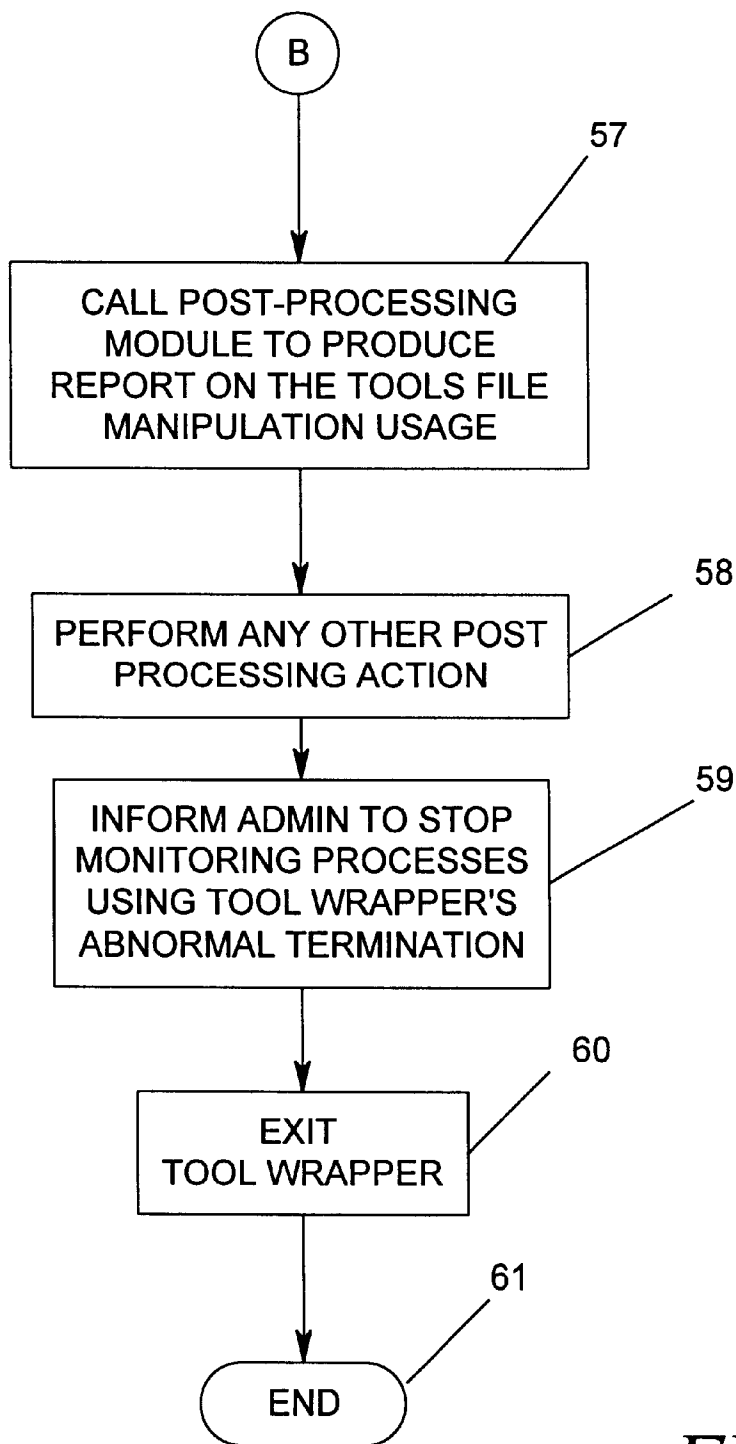 B
57
CALL POST-PROCESSING
MODULE TO PRODUCE
REPORT ON THE TOOLS FILE
MANIPULATION USAGE
58
PERFORM ANY OTHER POST
PROCESSING ACTION
59
INFORM ADMIN TO STOP
MONITORING PROCESSES
USING TOOL WRAPPER'S
ABNORMAL TERMINATION
60
EXIT
TOOL WRAPPER
61
END